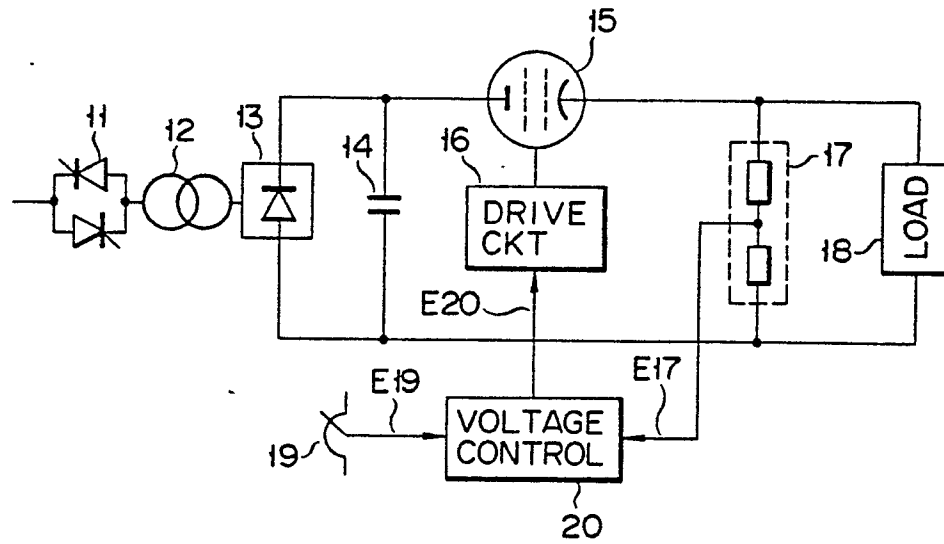 15
11
12
13
14
16
17
DRIVE
CKT
18
LOAD
E20
E19
E17
19
VOLTAGE
CONTROL
20